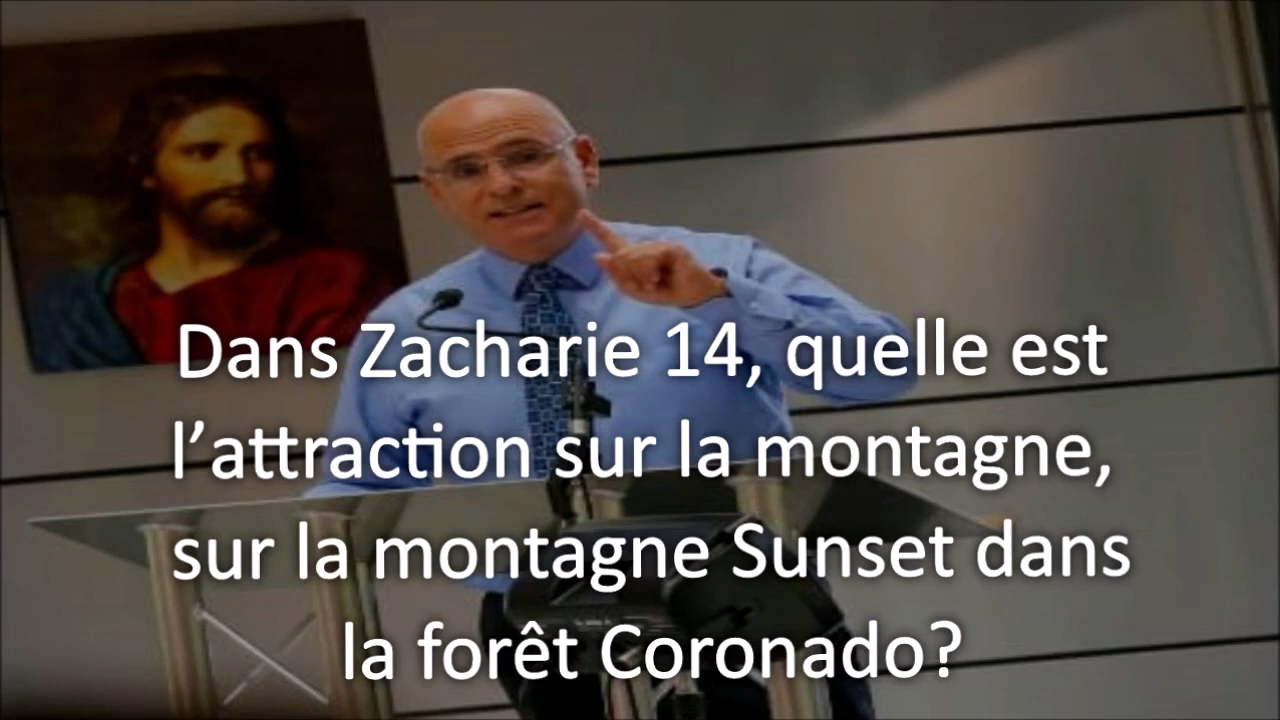 Dans Zacharie 14, quelle est
l’attraction sur la montagne,
sur la montagne Sunset dans
la forêt Coronado?